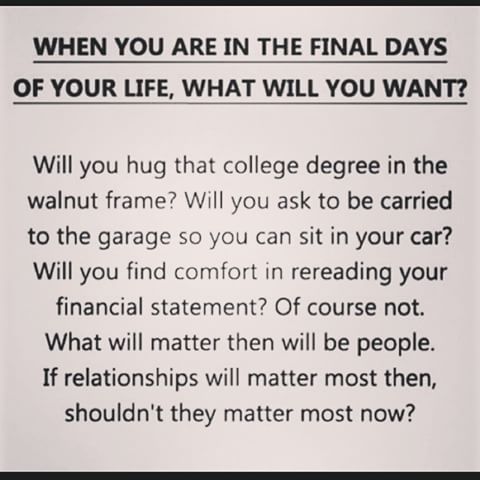 WHEN YOU ARE IN THE FINAL DAYS
OF YOUR LIFE, WHAT WILL YOU WANT?
Will you hug that college degree in the
walnut frame? Will you ask to be carried
to the garage so you can sit in your car?
Will you find comfort in rereading your
financial statement? Of course not.
What will matter then will be people.
If relationships will matter most then,
shouldn't they matter most now?